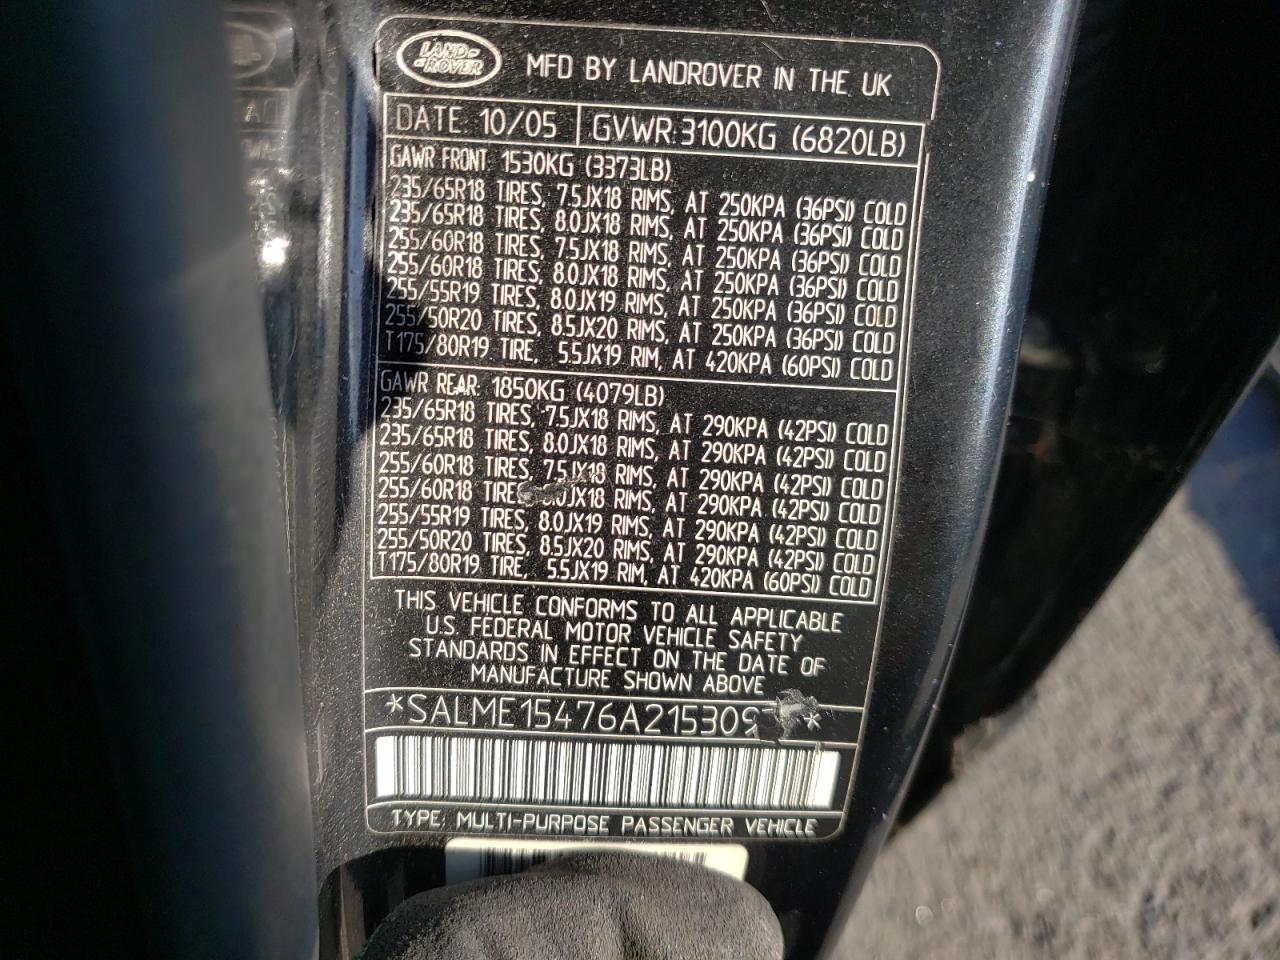 LAND-
-ROVER
MFD BY LANDROVER IN THE UK
DATE: 10/05 GVWR: 3100KG (6820LB)
GAWR FRONT: 1530KG (3373LB)
235/65R18 TIRES, 7.5JX18 RIMS, AT 250KPA (36PSI) COLD
235/65R18 TIRES, 8.0JX18 RIMS, AT 250KPA (36PSI) COLD
255/60R18 TIRES, 7.5JX18 RIMS, AT 250KPA (36PSI) COLD
255/60R18 TIRES, 8.0JX18 RIMS, AT 250KPA (36PSI) COLD
255/55R19 TIRES, 8.0JX19 RIMS, AT 250KPA (36PSI) COLD
255/50R20 TIRES, 8.5JX20 RIMS, AT 250KPA (36PSI) COLD
T175/80R19 TIRE, 5.5JX19 RIM, AT 420KPA (60PSI) COLD
GAWR REAR: 1850KG (4079LB)
235/65R18 TIRES, 7.5JX18 RIMS, AT 290KPA (42PSI) COLD
235/65R18 TIRES, 8.0JX18 RIMS, AT 290KPA (42PSI) COLD
255/60R18 TIRES, 7.5JX18 RIMS, AT 290KPA (42PSI) COLD
255/60R18 TIRES, 8.0JX18 RIMS, AT 290KPA (42PSI) COLD
255/55R19 TIRES, 8.0JX19 RIMS, AT 290KPA (42PSI) COLD
255/50R20 TIRES, 8.5JX20 RIMS, AT 290KPA (42PSI) COLD
T175/80R19 TIRE, 5.5JX19 RIM, AT 420KPA (60PSI) COLD
THIS VEHICLE CONFORMS TO ALL APPLICABLE
U.S. FEDERAL MOTOR VEHICLE SAFETY
STANDARDS IN EFFECT ON THE DATE OF
MANUFACTURE SHOWN ABOVE
TYPE: MULTI-PURPOSE PASSENGER VEHICLE